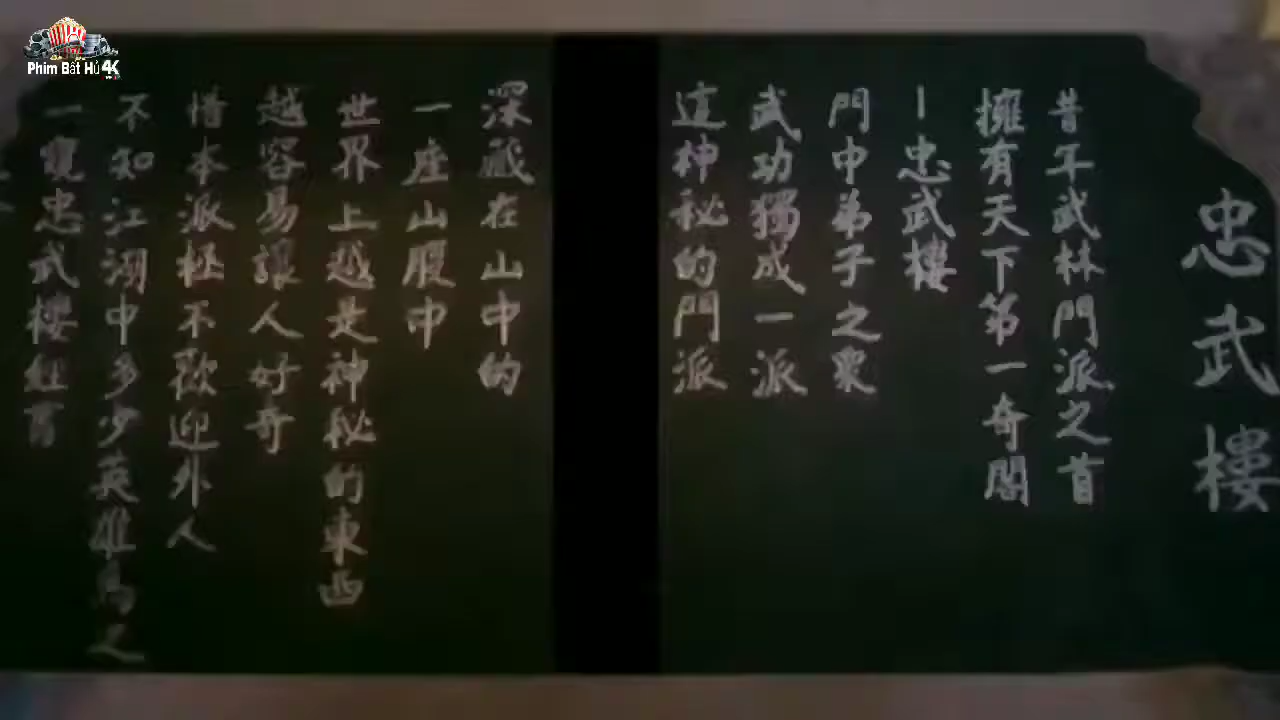 Phim Bất Hủ 4K
忠武樓
昔年武林門派之首
擁有天下第一奇閣
—忠武樓
門中弟子之眾
武功獨成一派
這神秘的門派
深藏在山中的
一座山腹中
世界上越是神秘的東西
越容易讓人好奇
惜本派極不歡迎外人
不知江湖中多少英雄為之
一窺忠武樓